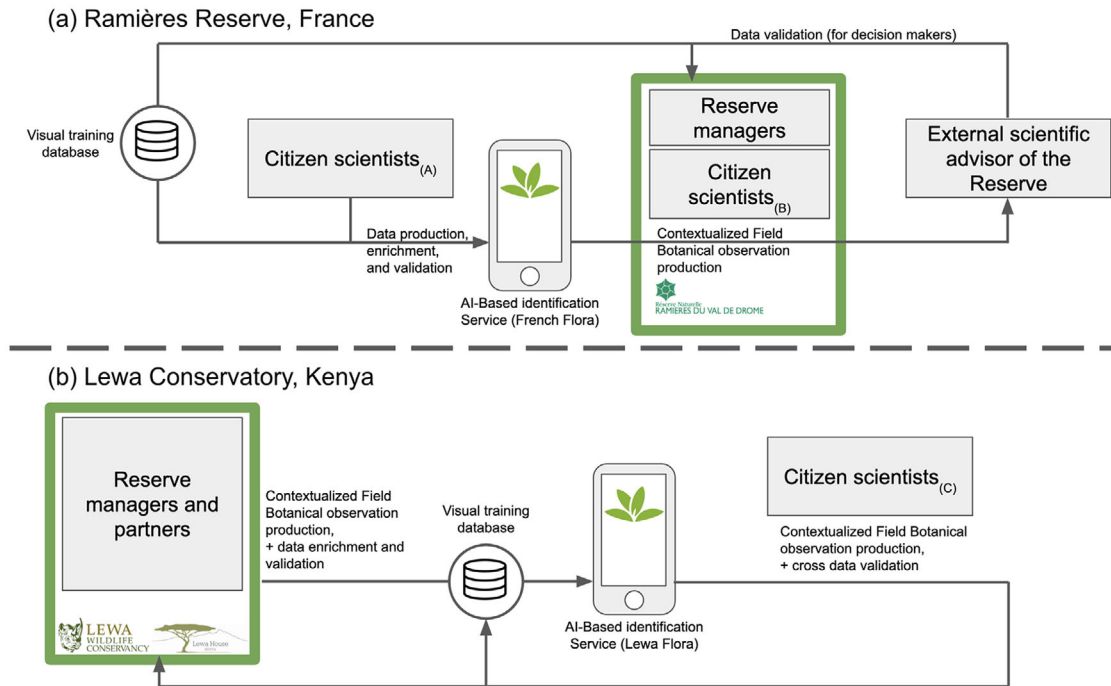 (a) Ramières Reserve, France
Data validation (for decision makers)
Visual training
database
Citizen scientists(A)
Data production,
enrichment,
and validation
AI-Based identification
Service (French Flora)
Reserve
managers
Citizen
scientists(B)
Contextualized Field
Botanical observation
production
Réserve Naturelle
RAMIERES DU VAL DE DROME
External scientific
advisor of the
Reserve
(b) Lewa Conservatory, Kenya
Reserve
managers and
partners
LEWA
WILDLIFE
CONSERVANCY
Lewa House
Contextualized Field
Botanical observation
production,
+ data enrichment and
validation
Visual training
database
AI-Based identification
Service (Lewa Flora)
Citizen scientists(C)
Contextualized Field Botanical
observation production,
+ cross data validation